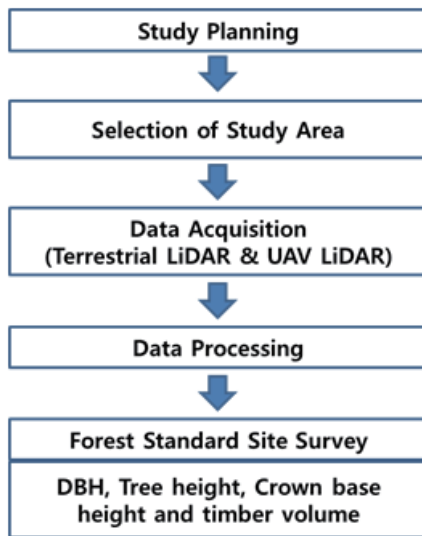 Study Planning
Selection of Study Area
Data Acquisition
(Terrestrial LiDAR & UAV LiDAR)
Data Processing
Forest Standard Site Survey
DBH, Tree height, Crown base
height and timber volume